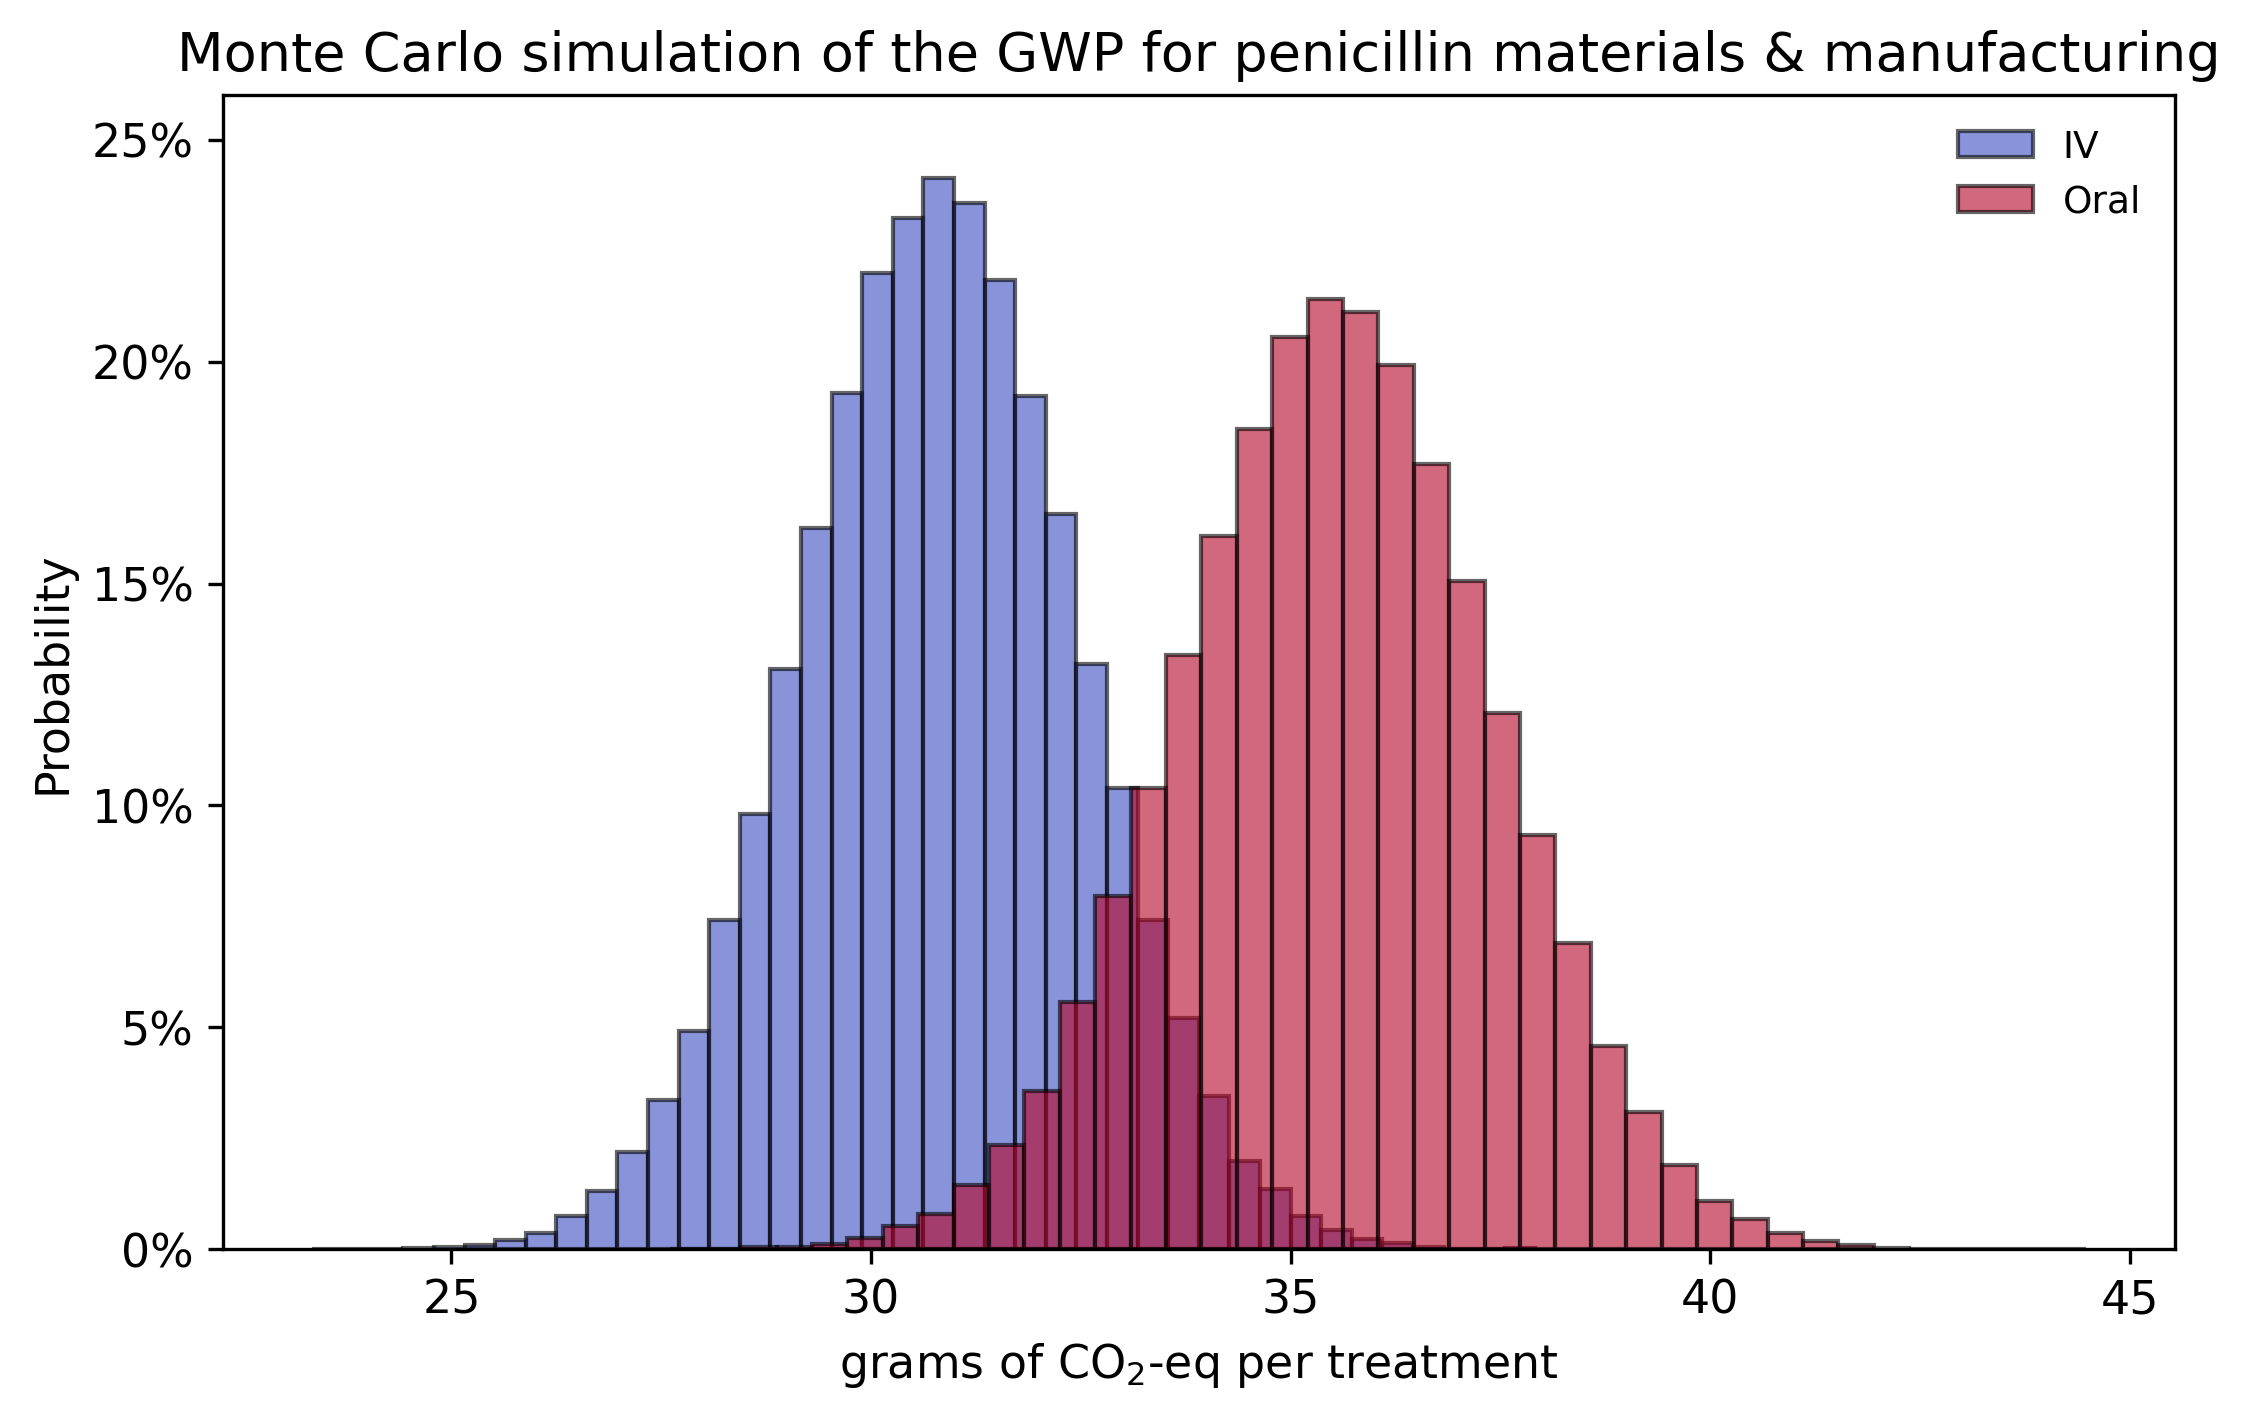 Monte Carlo simulation of the GWP for penicillin materials & manufacturing
25%
20%
15%
10%
5%
0%
Probability
IV
Oral
25 30 35 40 45
grams of CO₂-eq per treatment